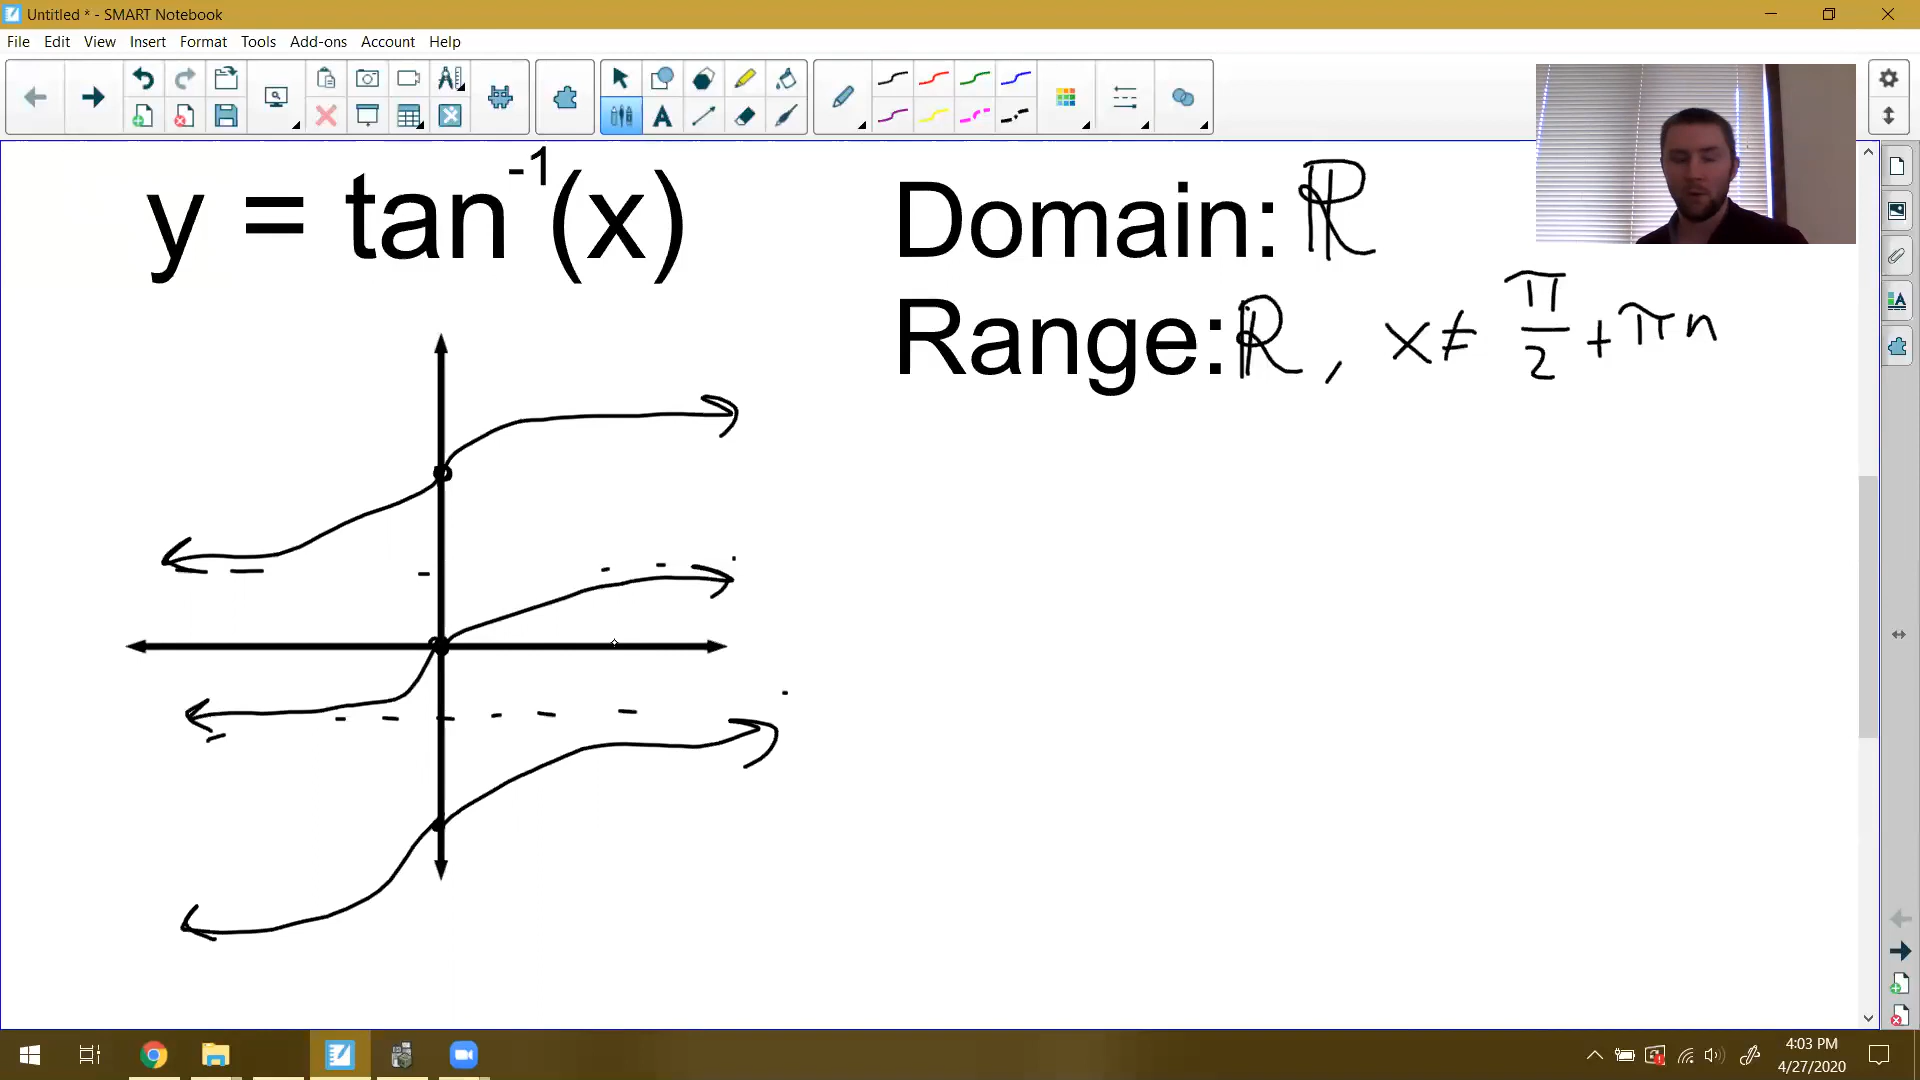 Untitled * - SMART Notebook
File Edit View Insert Format Tools Add-ons Account Help
y = tan⁻¹(x)
Domain: ℝ
Range: ℝ, x ≠ π/2 + πn
4:03 PM
4/27/2020